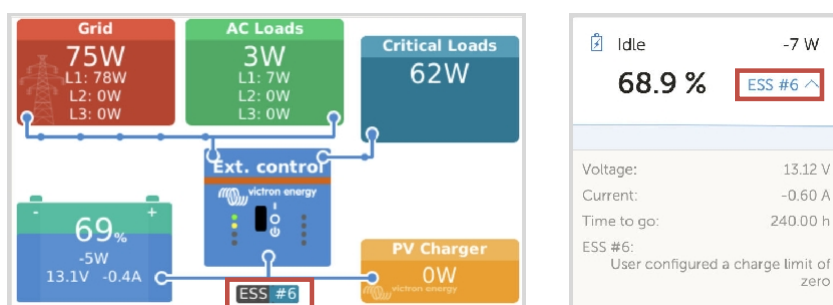 Grid
75W
L1: 78W
L2: 0W
L3: 0W
AC Loads
3W
L1: 7W
L2: 0W
L3: 0W
Critical Loads
62W
Ext. control
victron energy
- +
69%
-5W
13.1V -0.4A
ESS #6
PV Charger
0W
victron energy
Idle -7 W
68.9 % ESS #6
Voltage: 13.12 V
Current: -0.60 A
Time to go: 240.00 h
ESS #6:
User configured a charge limit of
zero